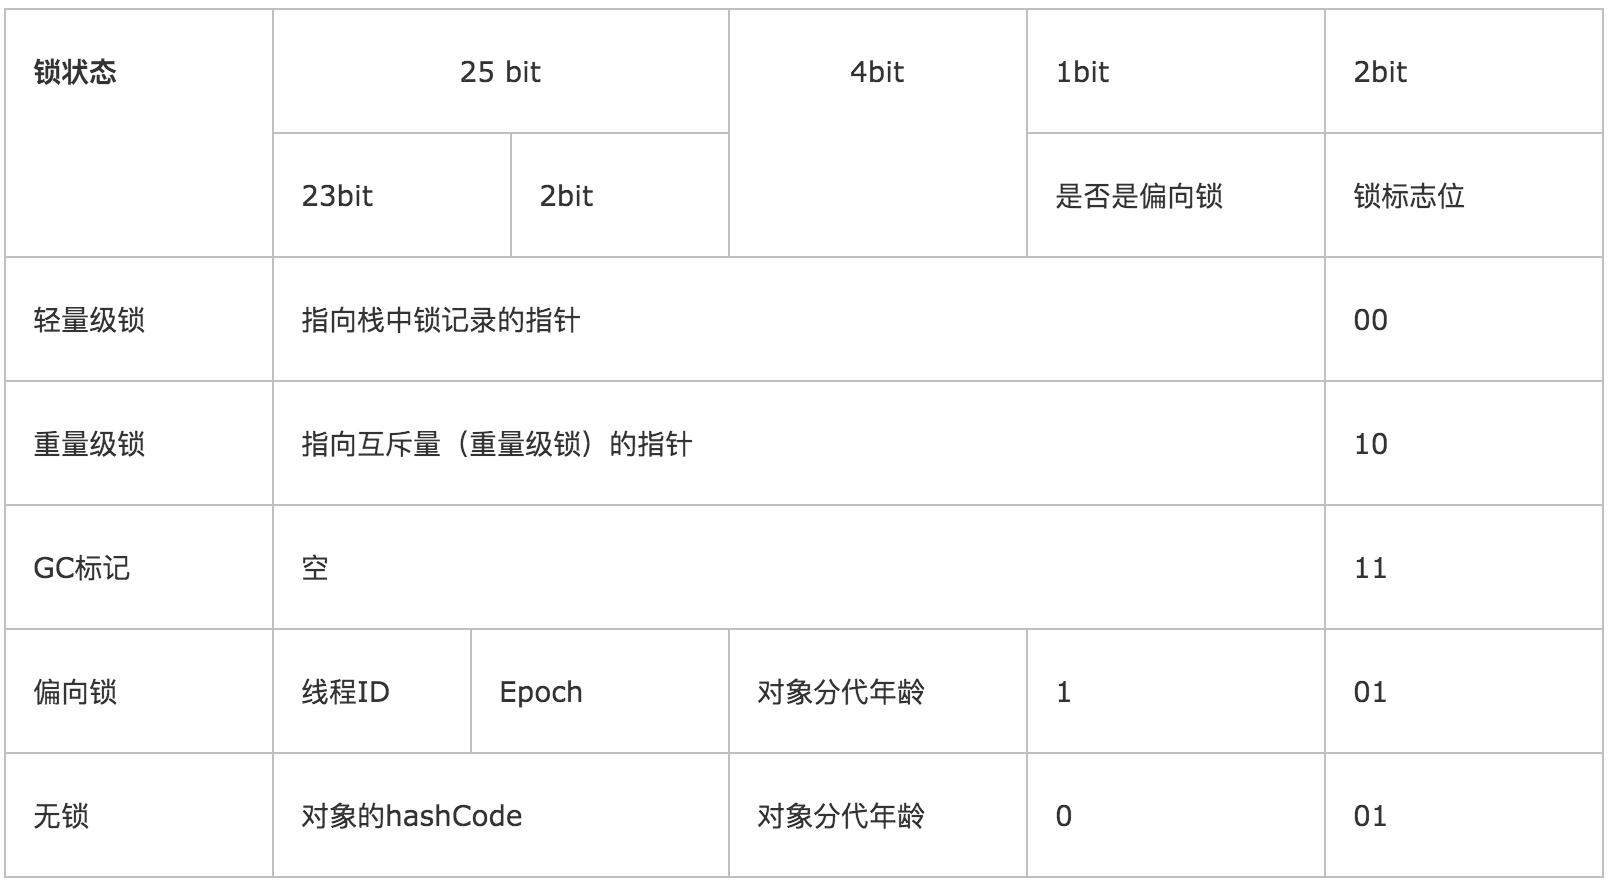 锁状态 25 bit 4bit 1bit 2bit
23bit 2bit 是否是偏向锁 锁标志位
轻量级锁 指向栈中锁记录的指针 00
重量级锁 指向互斥量（重量级锁）的指针 10
GC标记 空 11
偏向锁 线程ID Epoch 对象分代年龄 1 01
无锁 对象的hashCode 对象分代年龄 0 01